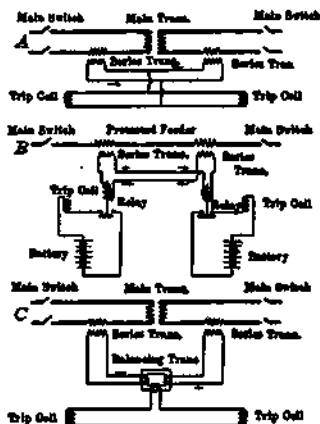 Main Switch Main Trans. Main Switch
A
Series Trans. Series Tran.
Trip Coil Trip Coil
Main Switch Protected Feeder Main Switch
B
Series Trans. Series Trans.
Trip Coil Relay Relay Trip Coil
Battery Battery
Main Switch Main Trans. Main Switch
C
Series Trans. Series Trans.
Balancing Trans
Trip Coil Trip Coil